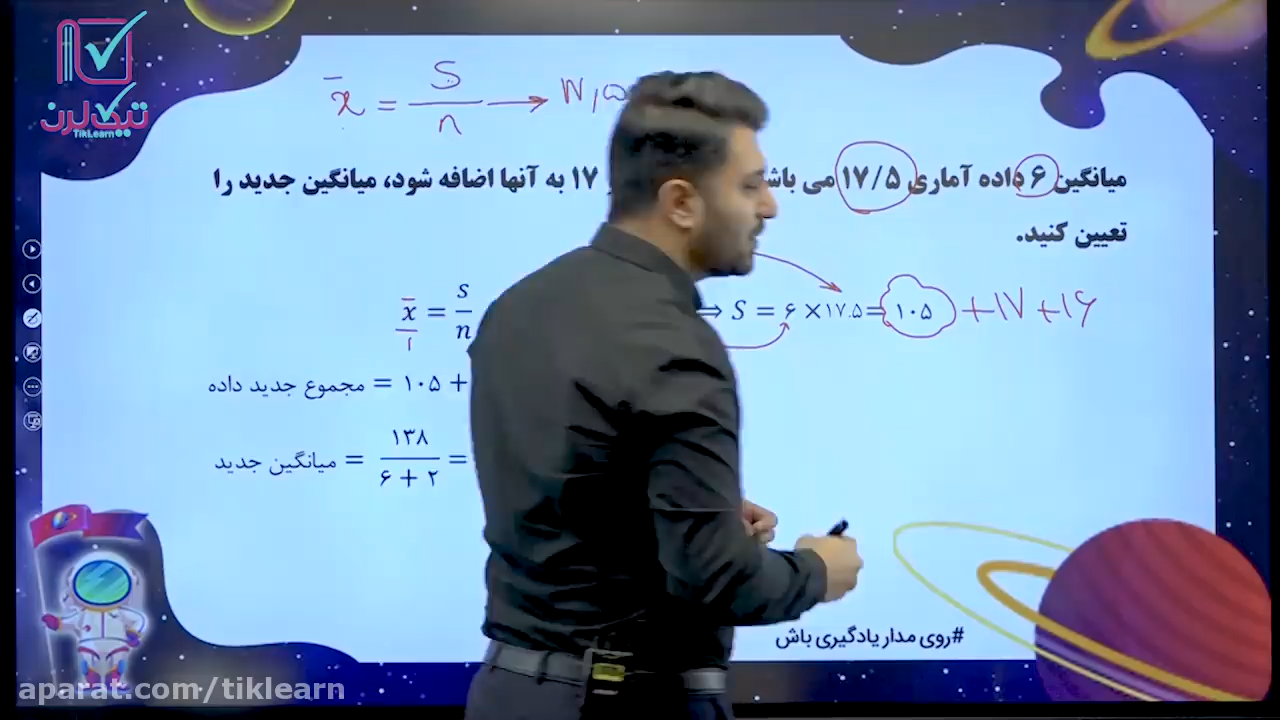 تیک لرن
TikLearn
x̄ = S/n → ۱۷,۵
میانگین ۶ داده آماری ۱۷/۵ می باشد ۱۷ به آنها اضافه شود، میانگین جدید را
تعیین کنید.
x̄ = s/n ⇒ S = ۶ × ۱۷.۵ = ۱۰۵ + ۱۷ + ۱۶
مجموع جدید داده = ۱۰۵ +
میانگین جدید = ۱۳۸/(۶ + ۲) =
#روی مدار یادگیری باش
aparat.com/tiklearn